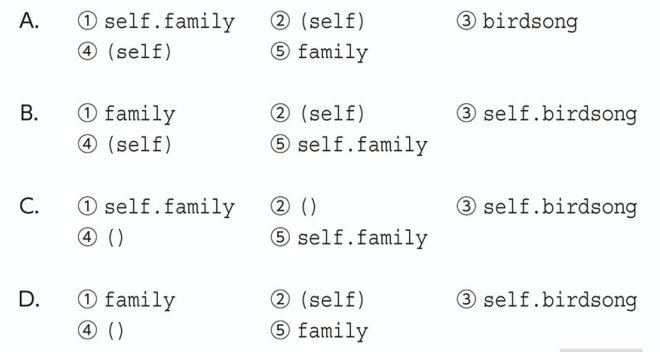 A. ① self.family ② (self) ③ birdsong
④ (self) ⑤ family
B. ① family ② (self) ③ self.birdsong
④ (self) ⑤ self.family
C. ① self.family ② () ③ self.birdsong
④ () ⑤ self.family
D. ① family ② (self) ③ self.birdsong
④ () ⑤ family